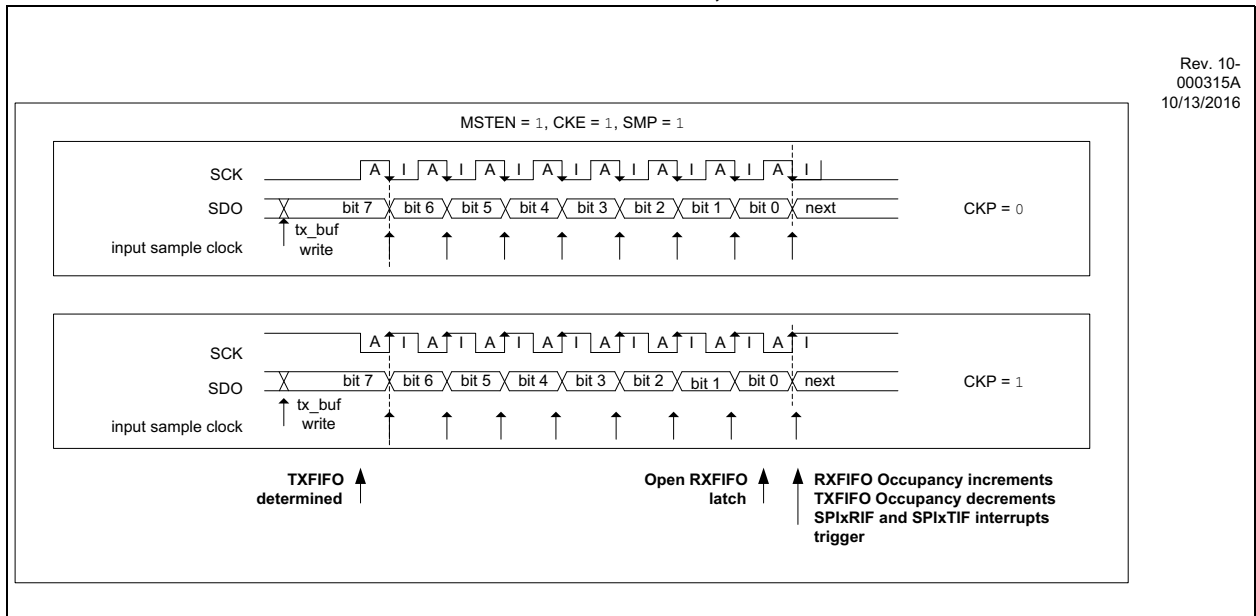 Rev. 10-
000315A
10/13/2016
MSTEN = 1, CKE = 1, SMP = 1
SCK A I A I A I A I A I A I A I A I
SDO bit 7 bit 6 bit 5 bit 4 bit 3 bit 2 bit 1 bit 0 next
CKP = 0
tx_buf
write
input sample clock
SCK A I A I A I A I A I A I A I A I
SDO bit 7 bit 6 bit 5 bit 4 bit 3 bit 2 bit 1 bit 0 next
CKP = 1
tx_buf
write
input sample clock
TXFIFO
determined
Open RXFIFO
latch
RXFIFO Occupancy increments
TXFIFO Occupancy decrements
SPIxRIF and SPIxTIF interrupts
trigger